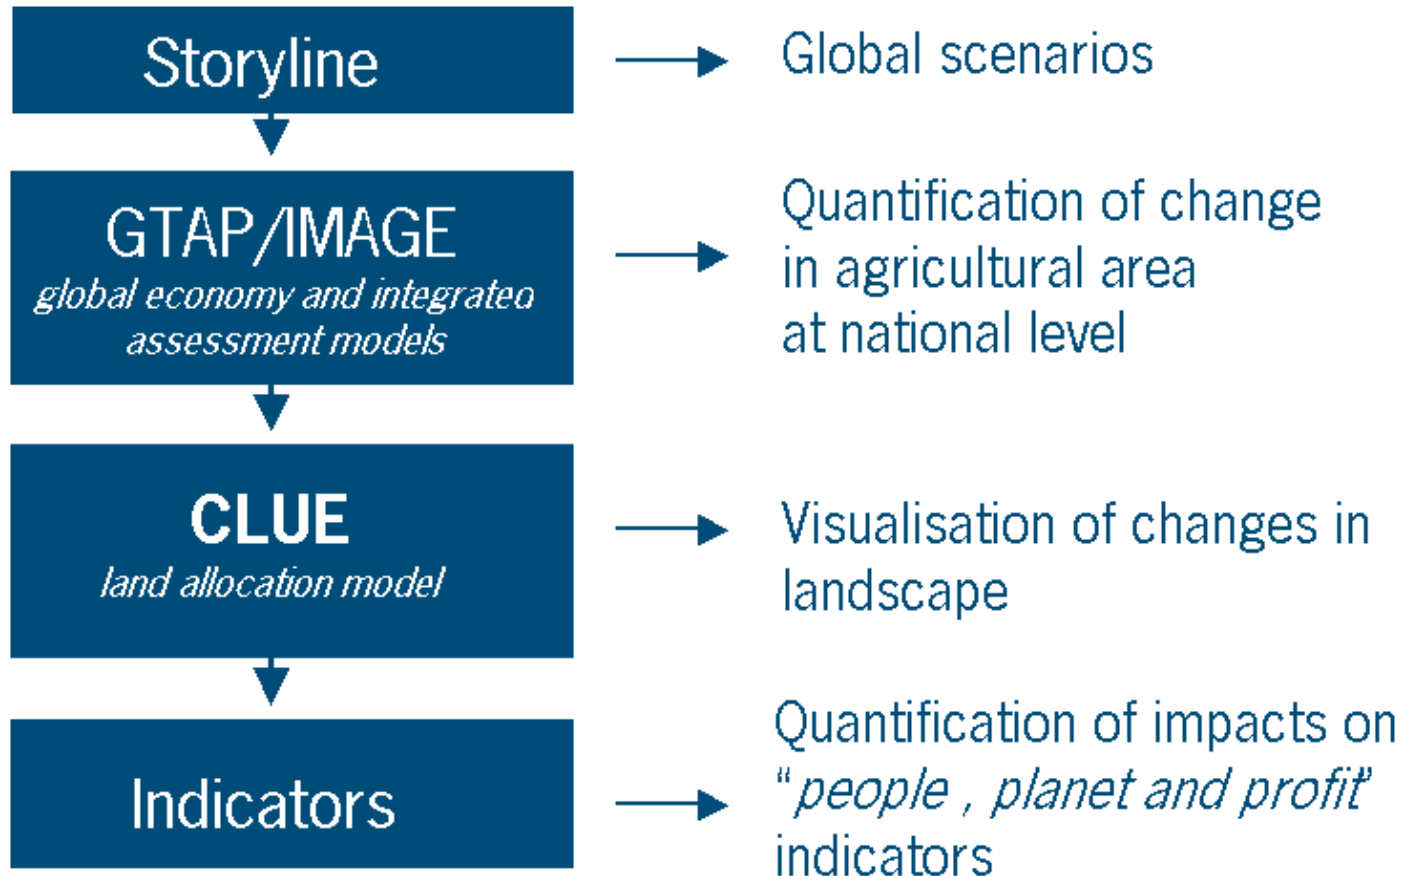 Storyline
Global scenarios
GTAP/IMAGE
global economy and integrated
assessment models
Quantification of change
in agricultural area
at national level
CLUE
land allocation model
Visualisation of changes in
landscape
Indicators
Quantification of impacts on
“people , planet and profit”
indicators